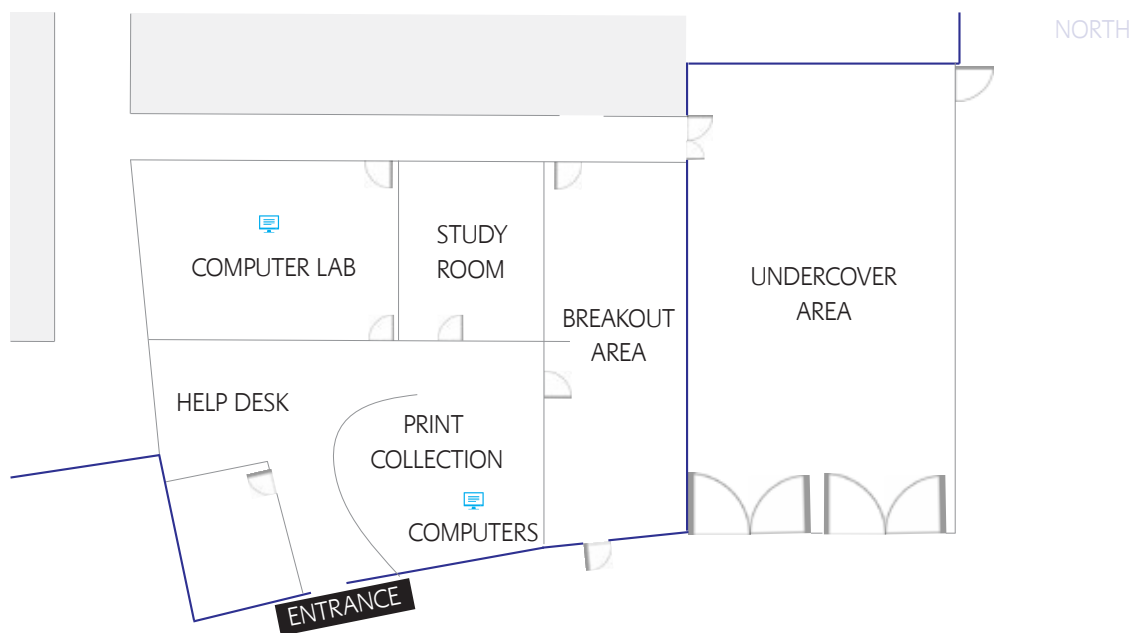 NORTH
COMPUTER LAB
STUDY
ROOM
UNDERCOVER
AREA
BREAKOUT
AREA
HELP DESK
PRINT
COLLECTION
COMPUTERS
ENTRANCE